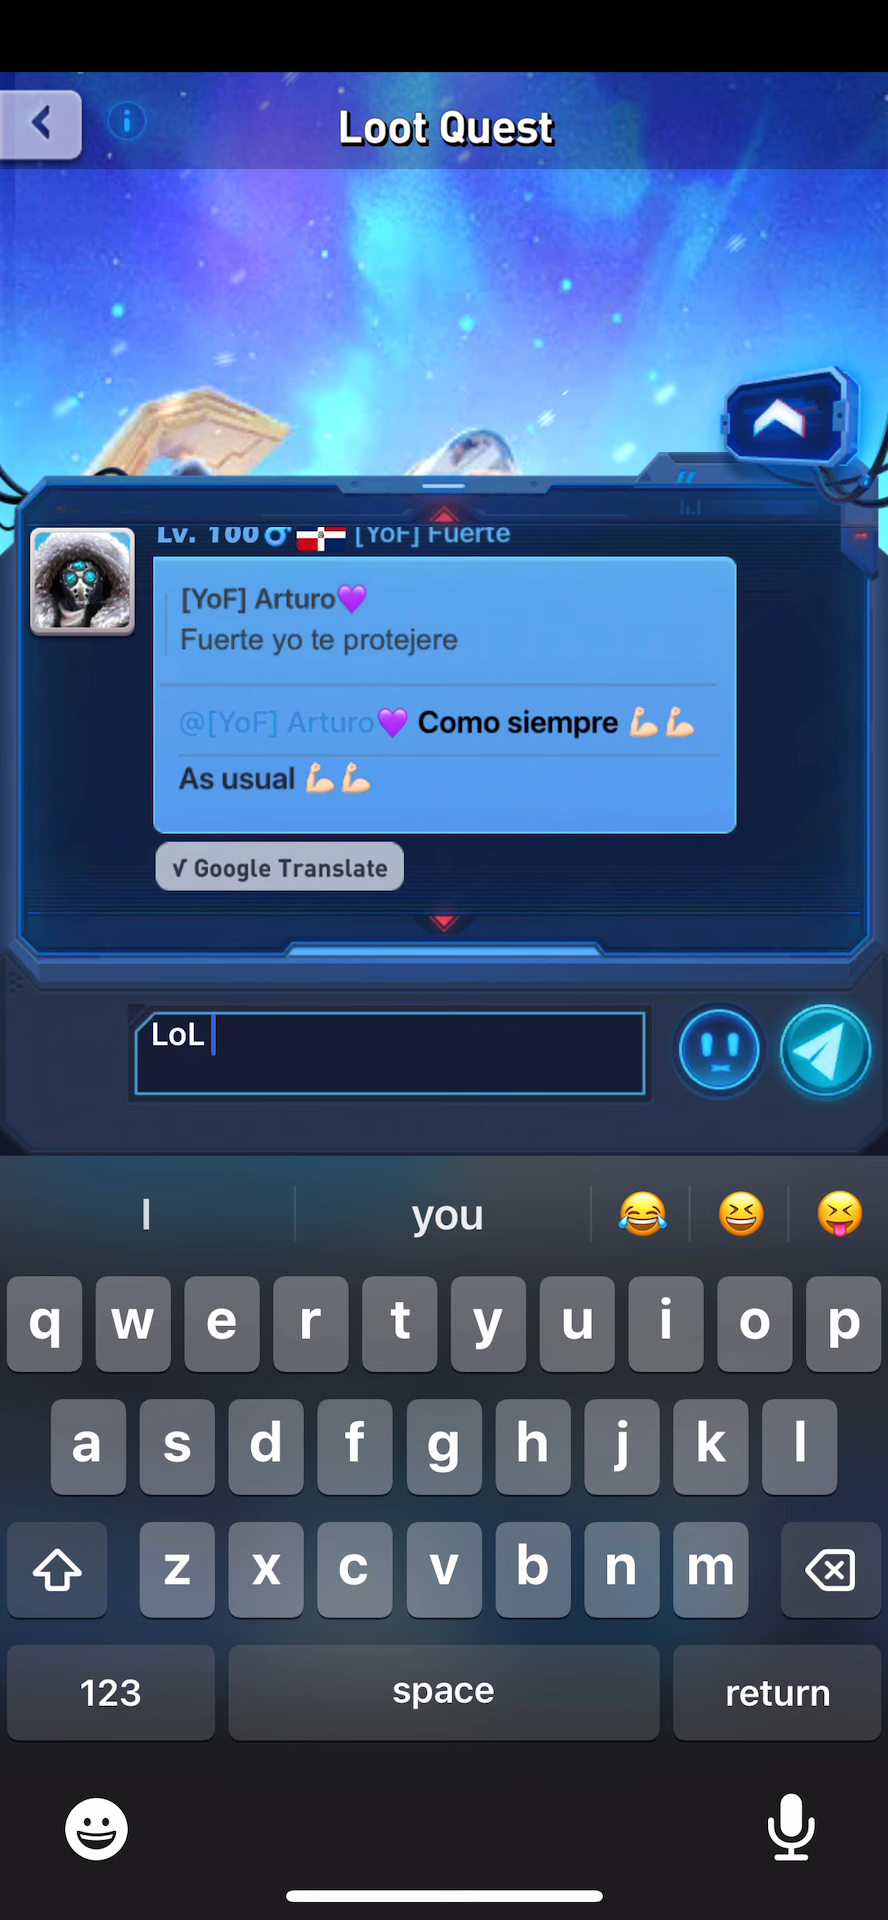 Loot Quest
Lv. 100 [YoF] Fuerte
[YoF] Arturo💜
Fuerte yo te protejere
@[YoF] Arturo💜 Como siempre 💪🏻💪🏻
As usual 💪🏻💪🏻
√ Google Translate
LoL
I you 😂 😆 😝
q w e r t y u i o p
a s d f g h j k l
z x c v b n m
123 space return